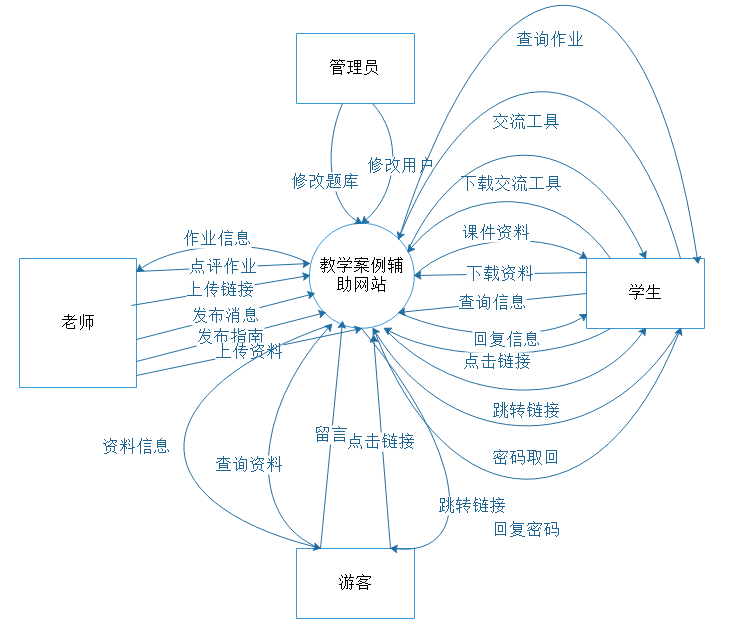 查询作业
管理员
交流工具
修改用户
修改题库
下载交流工具
作业信息
课件资料
点评作业
教学案例辅
助网站
下载资料
上传链接
学生
查询信息
老师
发布消息
发布指南
回复信息
上传资料
点击链接
跳转链接
留言
点击链接
资料信息
查询资料
密码取回
跳转链接
回复密码
游客